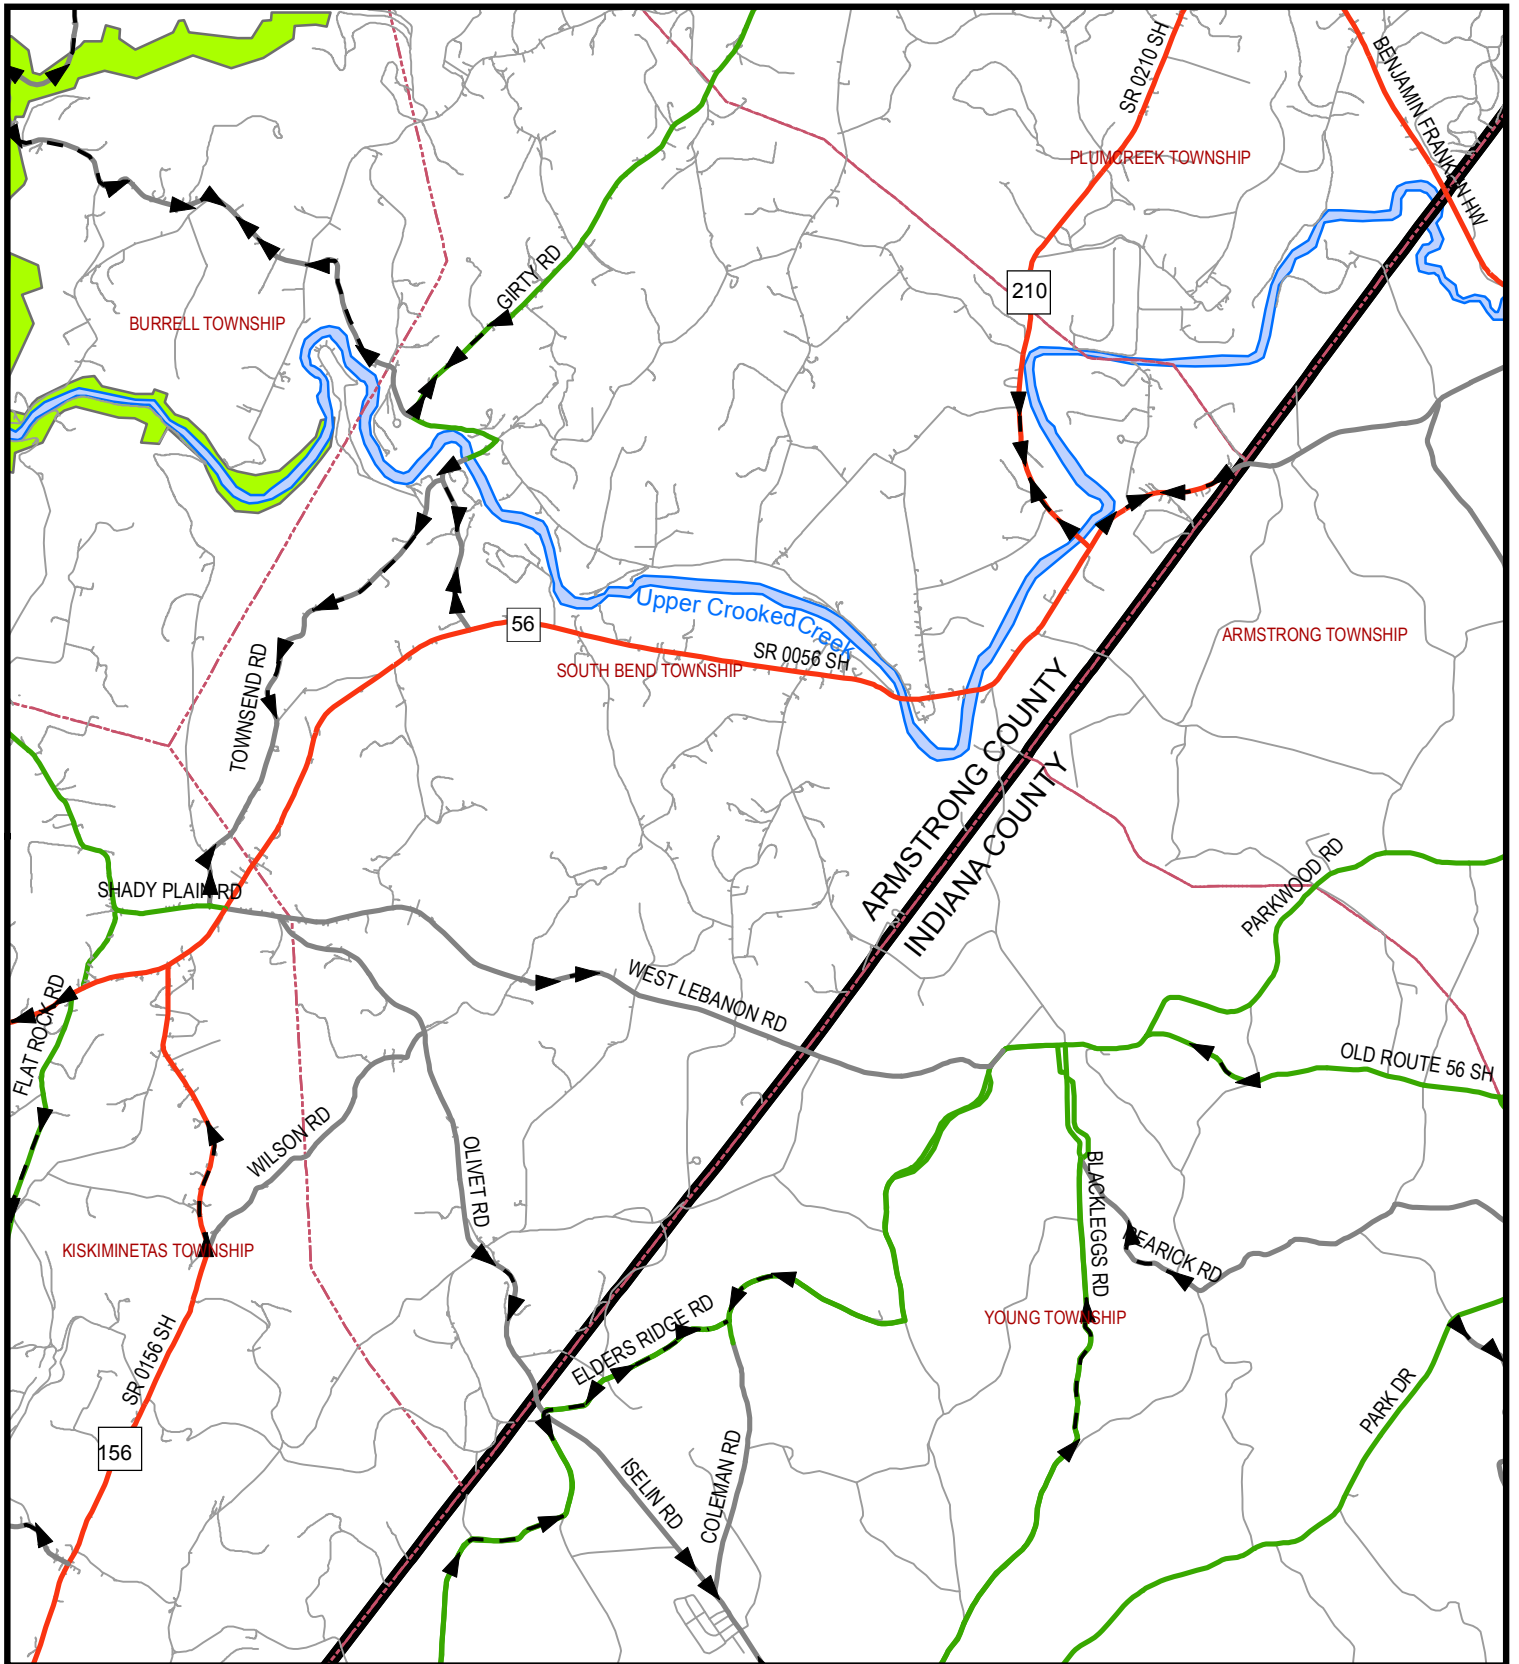 SR 0210 SH
BENJAMIN FRANKLIN HW
PLUMCREEK TOWNSHIP
GIRTY RD
210
BURRELL TOWNSHIP
Upper Crooked Creek
56
SR 0056 SH
SOUTH BEND TOWNSHIP
ARMSTRONG TOWNSHIP
TOWNSEND RD
ARMSTRONG COUNTY
INDIANA COUNTY
SHADY PLAIN RD
PARKWOOD RD
WEST LEBANON RD
FLAT ROCK RD
OLD ROUTE 56 SH
WILSON RD
OLIVET RD
BLACKLEGGS RD
KISKIMINETAS TOWNSHIP
REARICK RD
ELDERS RIDGE RD
YOUNG TOWNSHIP
SR 0156 SH
PARK DR
156
ISELIN RD
COLEMAN RD